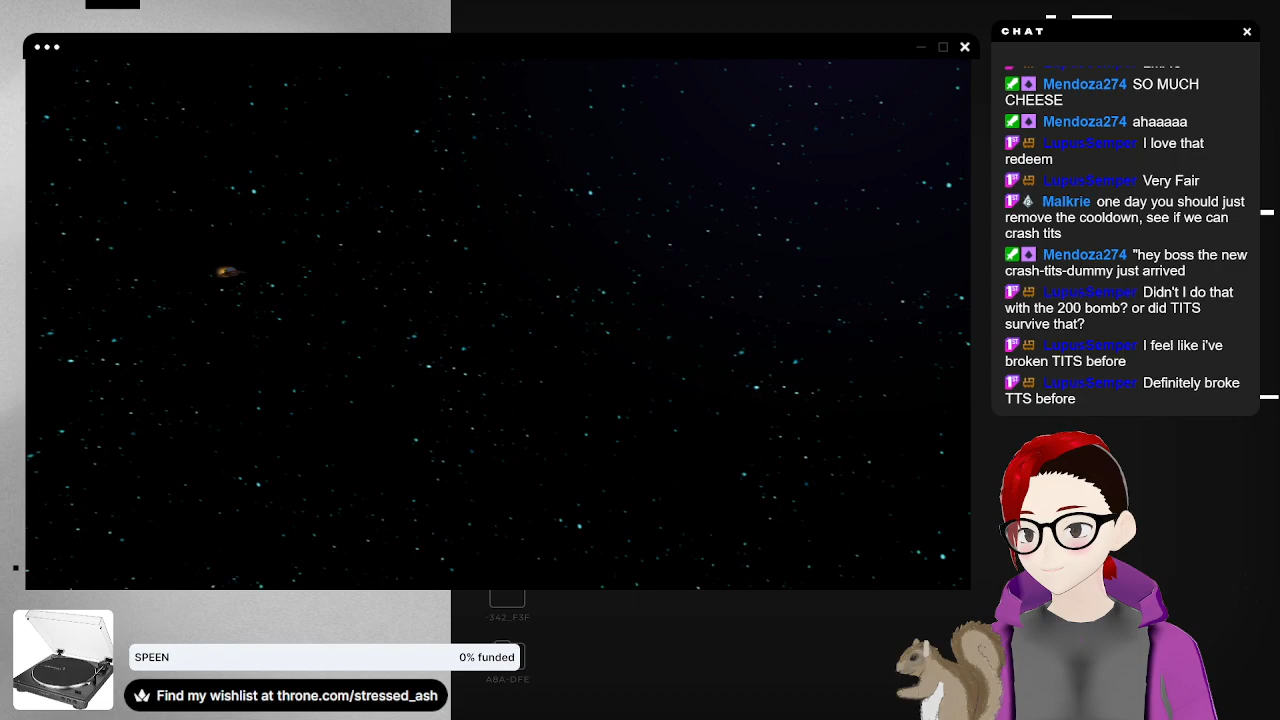 CHAT
Mendoza274 SO MUCH
CHEESE
Mendoza274 ahaaaaa
LupusSemper I love that
redeem
LupusSemper Very Fair
Malkrie one day you should just
remove the cooldown, see if we can
crash tits
Mendoza274 "hey boss the new
crash-tits-dummy just arrived
LupusSemper Didn't I do that
with the 200 bomb? or did TITS
survive that?
LupusSemper I feel like i've
broken TITS before
LupusSemper Definitely broke
TTS before
-342_F3F
SPEEN 0% funded
A8A-DFE
Find my wishlist at throne.com/stressed_ash